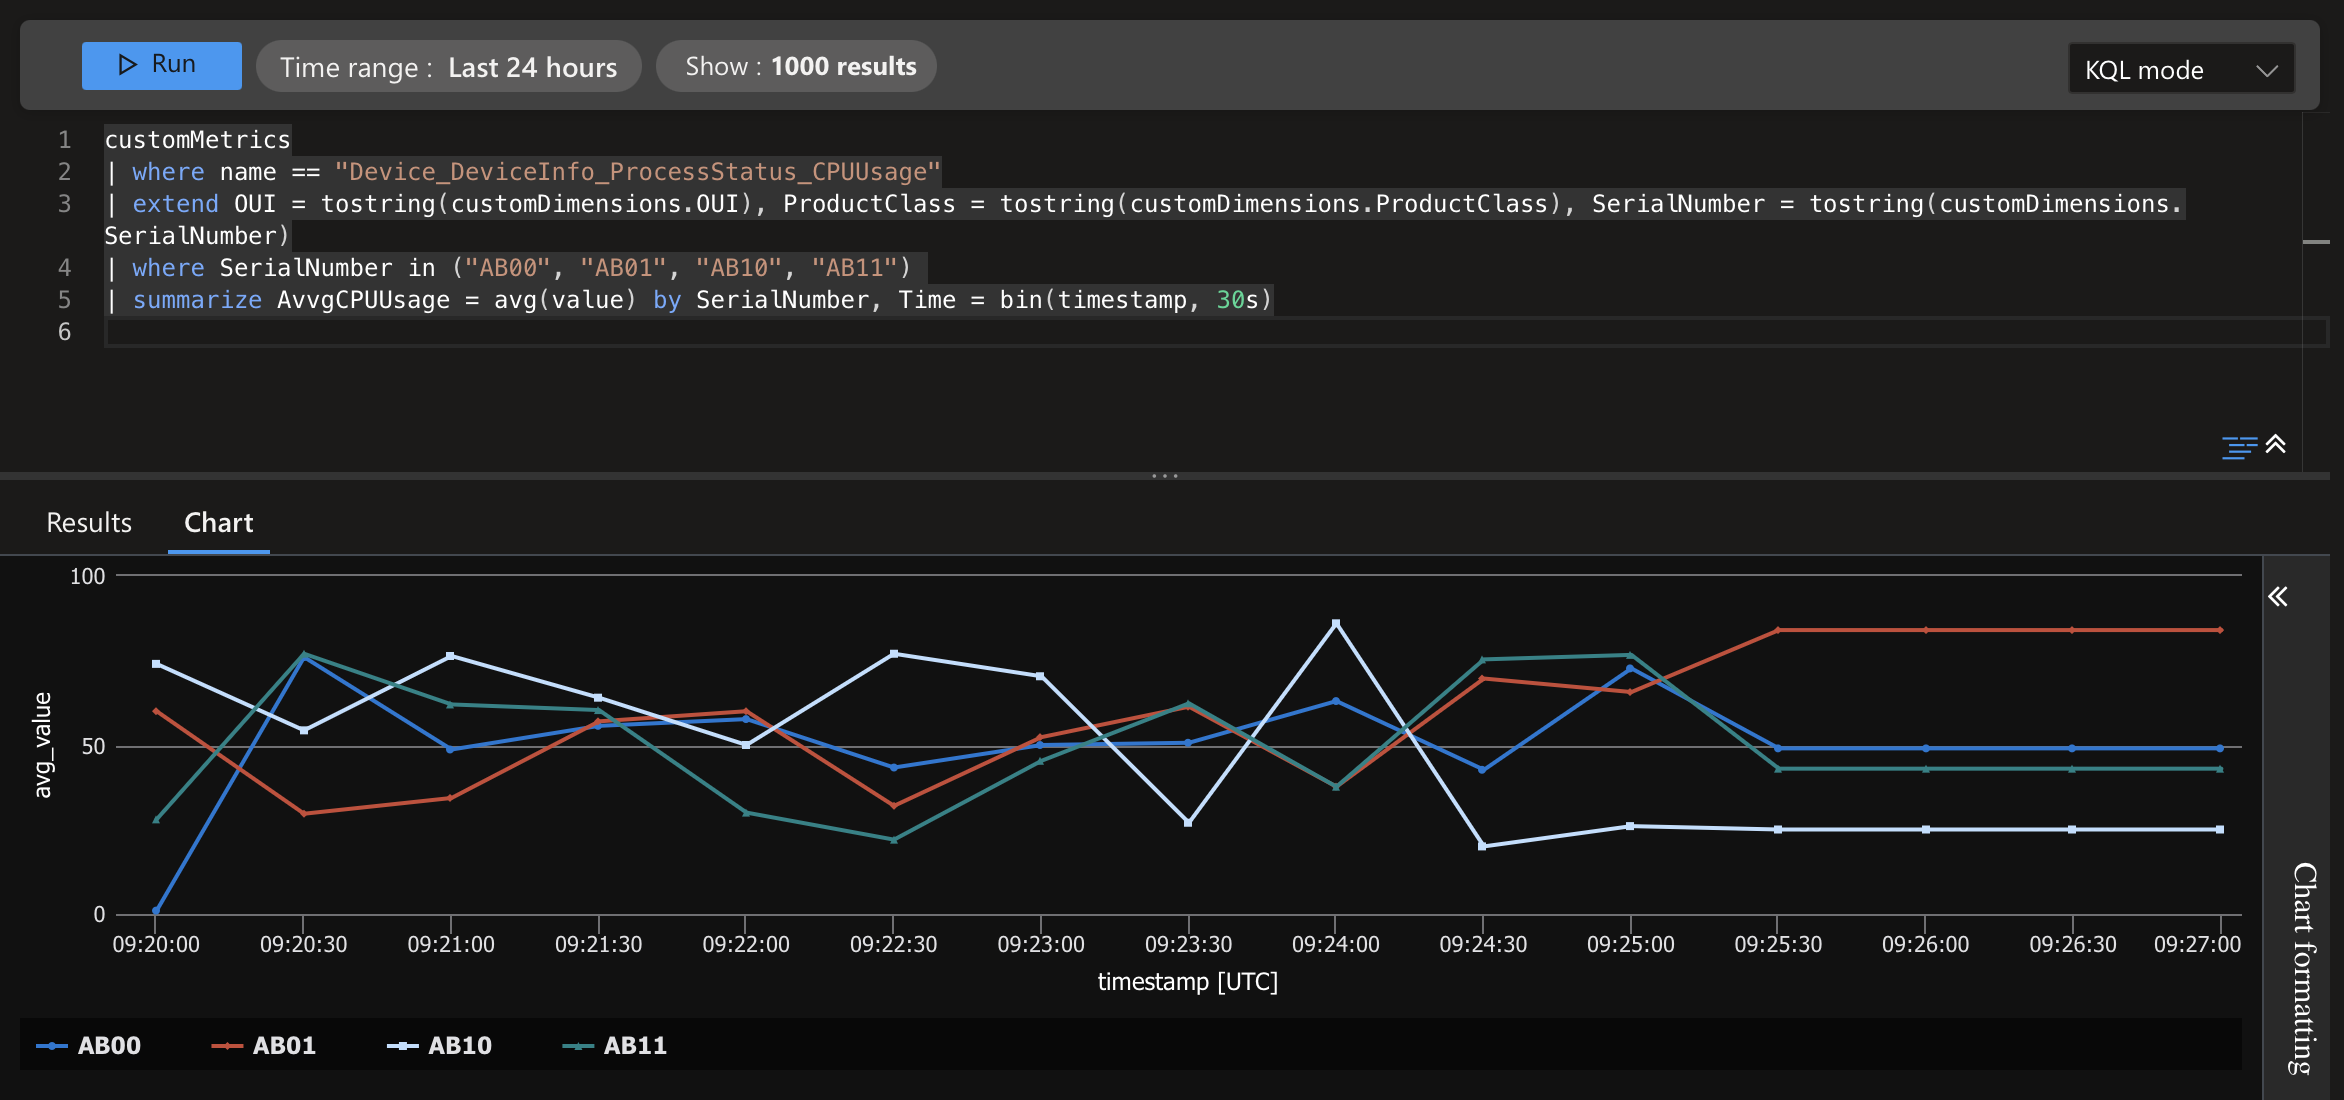 Run
Time range : Last 24 hours
Show : 1000 results
KQL mode
1 customMetrics
2 | where name == "Device_DeviceInfo_ProcessStatus_CPUUsage"
3 | extend OUI = tostring(customDimensions.OUI), ProductClass = tostring(customDimensions.ProductClass), SerialNumber = tostring(customDimensions.
SerialNumber)
4 | where SerialNumber in ("AB00", "AB01", "AB10", "AB11")
5 | summarize AvvgCPUUsage = avg(value) by SerialNumber, Time = bin(timestamp, 30s)
6
Results Chart
100
50
0
avg_value
09:20:00 09:20:30 09:21:00 09:21:30 09:22:00 09:22:30 09:23:00 09:23:30 09:24:00 09:24:30 09:25:00 09:25:30 09:26:00 09:26:30 09:27:00
timestamp [UTC]
AB00 AB01 AB10 AB11
Chart formatting